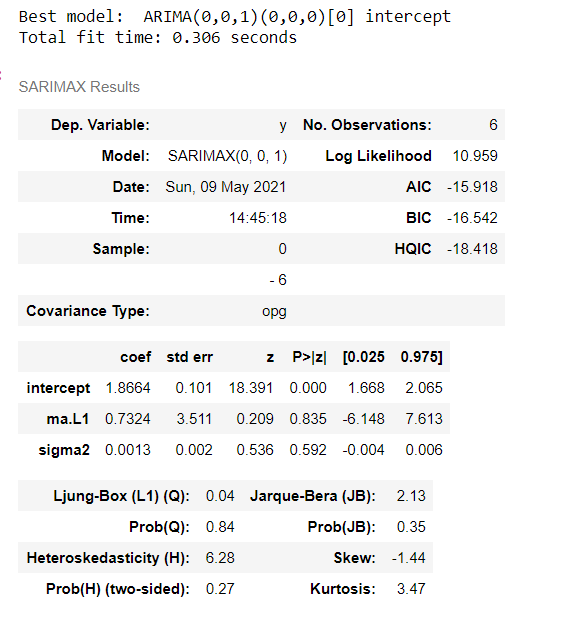 Best model:  ARIMA(0,0,1)(0,0,0)[0] intercept
Total fit time: 0.306 seconds
SARIMAX Results
Dep. Variable: y No. Observations: 6
Model: SARIMAX(0, 0, 1) Log Likelihood 10.959
Date: Sun, 09 May 2021 AIC -15.918
Time: 14:45:18 BIC -16.542
Sample: 0 HQIC -18.418
- 6
Covariance Type: opg
coef std err z P>|z| [0.025 0.975]
intercept 1.8664 0.101 18.391 0.000 1.668 2.065
ma.L1 0.7324 3.511 0.209 0.835 -6.148 7.613
sigma2 0.0013 0.002 0.536 0.592 -0.004 0.006
Ljung-Box (L1) (Q): 0.04 Jarque-Bera (JB): 2.13
Prob(Q): 0.84 Prob(JB): 0.35
Heteroskedasticity (H): 6.28 Skew: -1.44
Prob(H) (two-sided): 0.27 Kurtosis: 3.47